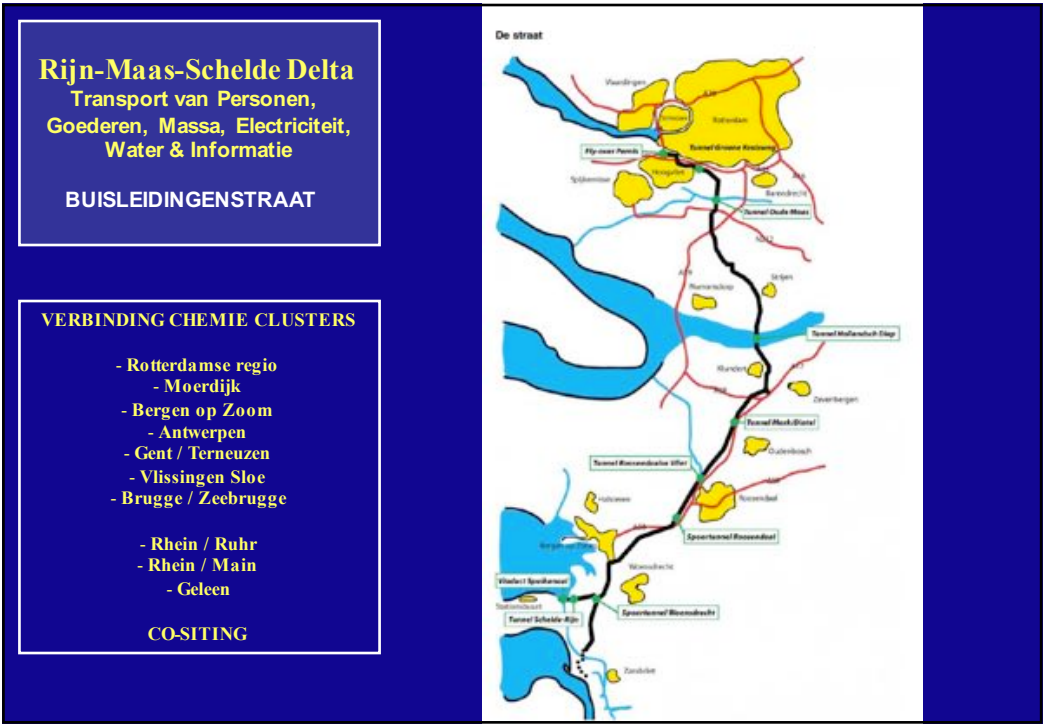 Rijn-Maas-Schelde Delta
Transport van Personen,
Goederen, Massa, Electriciteit,
Water & Informatie
BUISLEIDINGENSTRAAT
VERBINDING CHEMIE CLUSTERS
- Rotterdamse regio
- Moerdijk
- Bergen op Zoom
- Antwerpen
- Gent / Terneuzen
- Vlissingen Sloe
- Brugge / Zeebrugge
- Rhein / Ruhr
- Rhein / Main
- Geleen
CO-SITING
De straat
Vlaardingen
Rotterdam
Fly-over Pernis
Tunnel Groene Kruisweg
Hoogvliet
Spijkenisse
Barendrecht
Tunnel Oude Maas
Strijen
Numansdorp
Tunnel Hollandsch Diep
Klundert
Zevenbergen
Tunnel Mark-Dintel
Oudenbosch
Tunnel Roosendaalse Vliet
Roosendaal
Halsteren
Spoortunnel Roosendaal
Bergen op Zoom
Woensdrecht
Viaduct Spuikanaal
Spoortunnel Woensdrecht
Tunnel Schelde-Rijn
Zandvliet